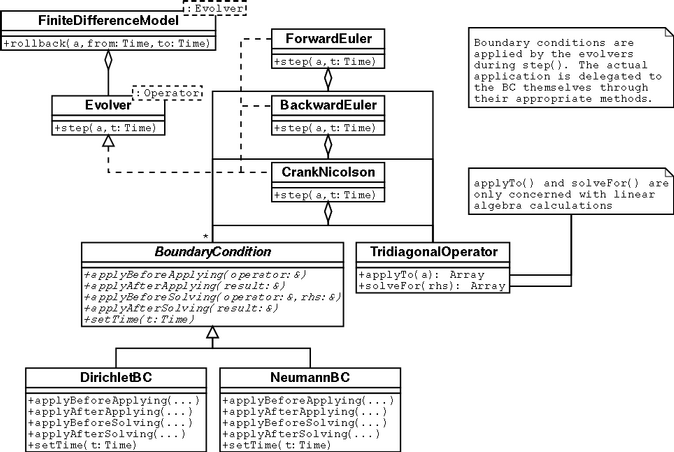 : Evolver
FiniteDifferenceModel
+rollback(a,from:Time,to:Time)
: Operator
Evolver
+step(a,t:Time)
ForwardEuler
+step(a,t:Time)
BackwardEuler
+step(a,t:Time)
CrankNicolson
+step(a,t:Time)
Boundary conditions are
applied by the evolvers
during step(). The actual
application is delegated to
the BC themselves through
their appropriate methods.
applyTo() and solveFor() are
only concerned with linear
algebra calculations
*
BoundaryCondition
+applyBeforeApplying(operator:&)
+applyAfterApplying(result:&)
+applyBeforeSolving(operator:&,rhs:&)
+applyAfterSolving(result:&)
+setTime(t:Time)
TridiagonalOperator
+applyTo(a): Array
+solveFor(rhs): Array
DirichletBC
+applyBeforeApplying(...)
+applyAfterApplying(...)
+applyBeforeSolving(...)
+applyAfterSolving(...)
+setTime(t:Time)
NeumannBC
+applyBeforeApplying(...)
+applyAfterApplying(...)
+applyBeforeSolving(...)
+applyAfterSolving(...)
+setTime(t:Time)